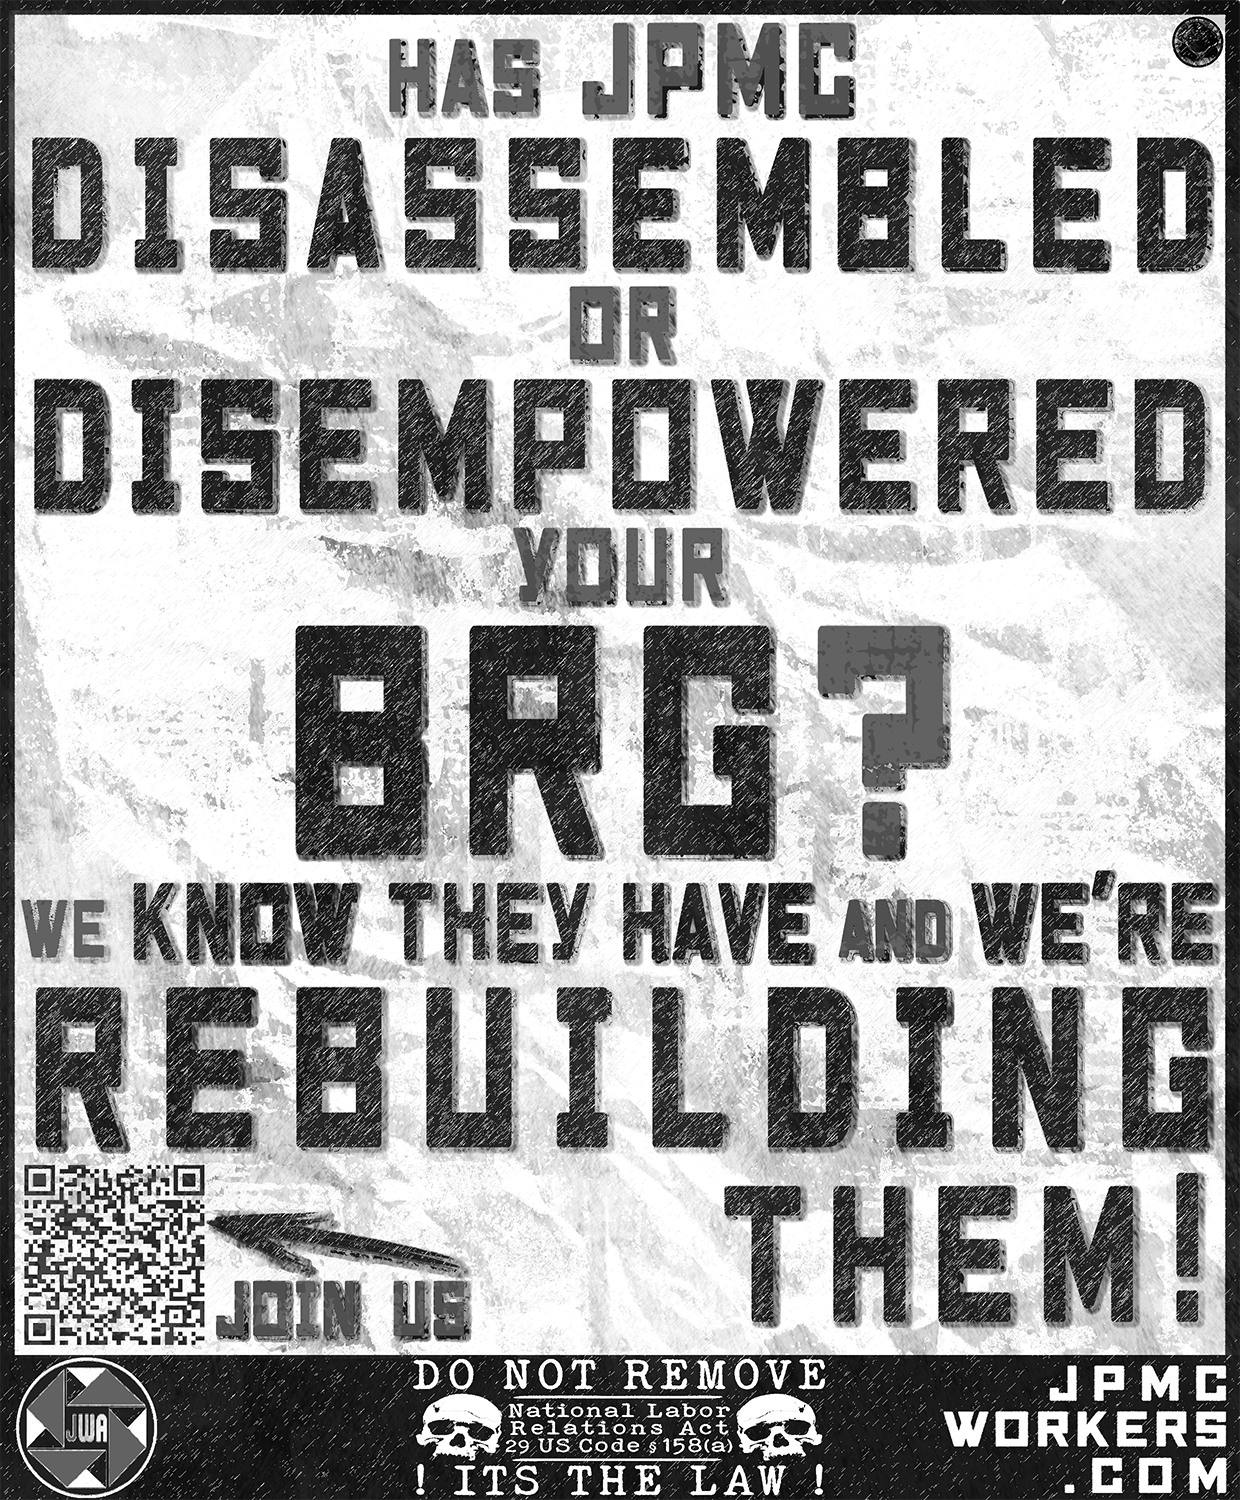 HAS JPMC
DISASSEMBLED
OR
DISEMPOWERED
YOUR
BRG?
WE KNOW THEY HAVE AND WE'RE
REBUILDING
THEM!
JOIN US
JWA
DO NOT REMOVE
National Labor
Relations Act
29 US Code § 158(a)
! ITS THE LAW !
JPMC
WORKERS
.COM